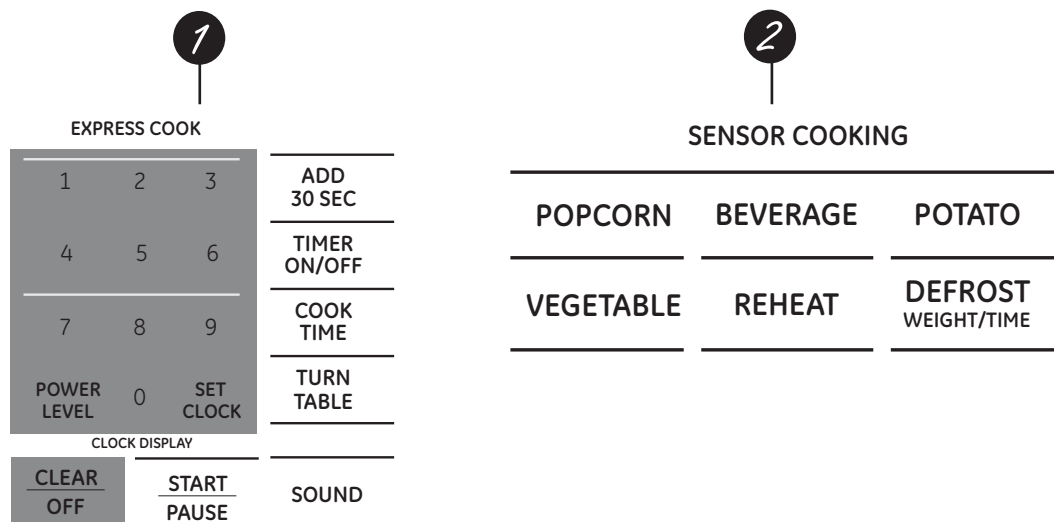 1
EXPRESS COOK
1 2 3
ADD
30 SEC
4 5 6
TIMER
ON/OFF
7 8 9
COOK
TIME
POWER
LEVEL
0
SET
CLOCK
TURN
TABLE
CLOCK DISPLAY
CLEAR
OFF
START
PAUSE
SOUND
2
SENSOR COOKING
POPCORN BEVERAGE POTATO
VEGETABLE REHEAT DEFROST
WEIGHT/TIME